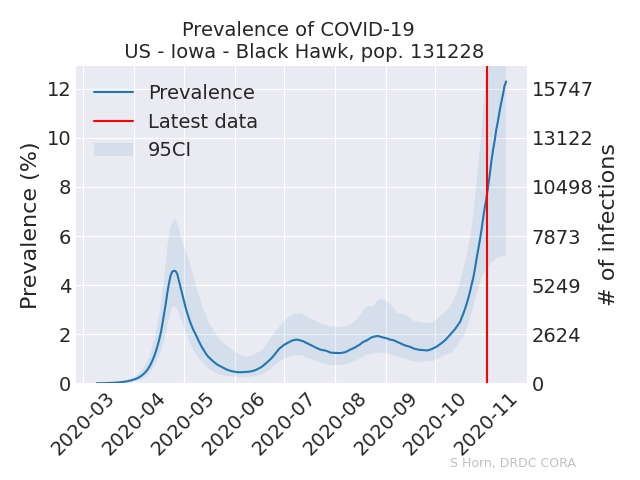 Prevalence of COVID-19
US - Iowa - Black Hawk, pop. 131228
Prevalence
Latest data
95CI
Prevalence (%)
12
10
8
6
4
2
0
15747
13122
10498
7873
5249
2624
0
# of infections
2020-03
2020-04
2020-05
2020-06
2020-07
2020-08
2020-09
2020-10
2020-11
S Horn, DRDC CORA